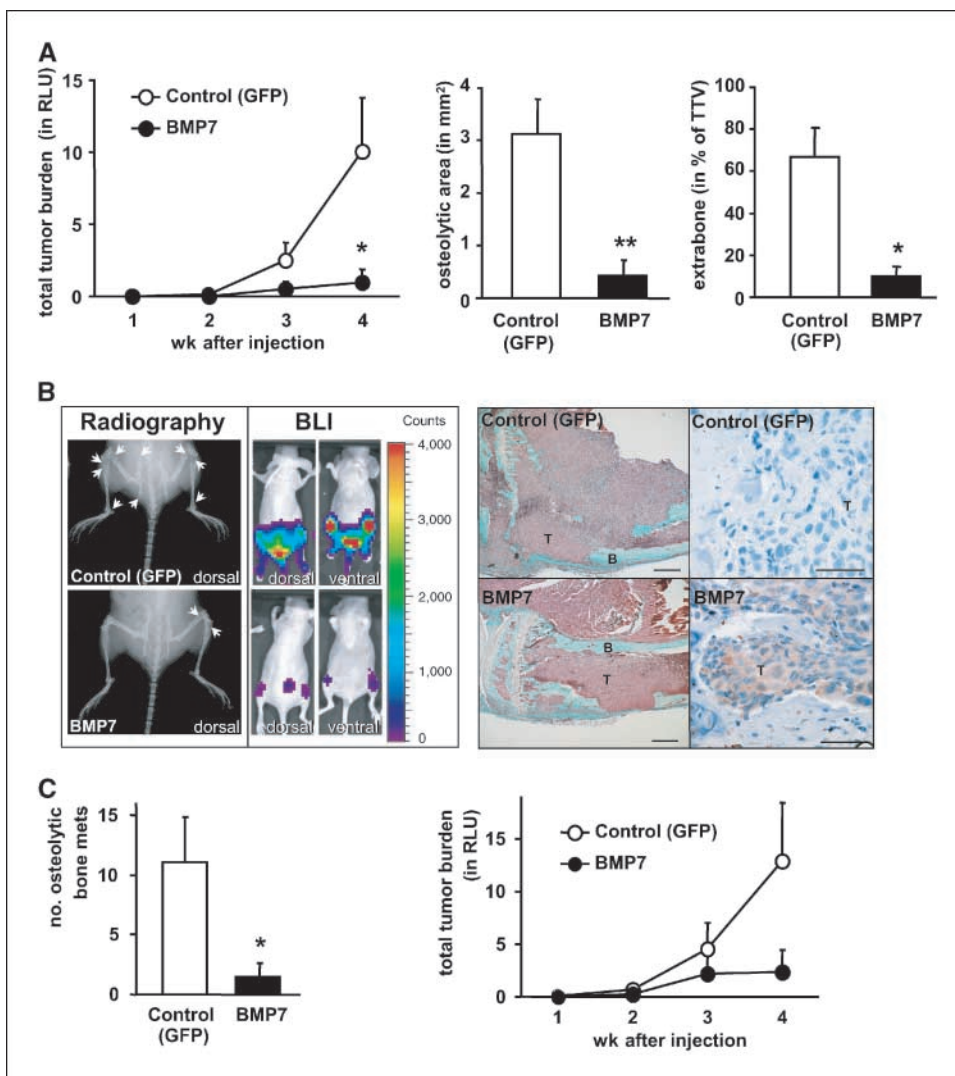 A
total tumor burden (in RLU)
15
10
5
0
Control (GFP)
BMP7
*
1 2 3 4
wk after injection
osteolytic area (in mm²)
4
3
2
1
0
**
Control BMP7
(GFP)
extrabone (in % of TTV)
100
80
60
40
20
0
*
Control BMP7
(GFP)
B
Radiography
Control (GFP) dorsal
BMP7 dorsal
BLI
dorsal ventral
dorsal ventral
Counts
4,000
3,000
2,000
1,000
0
Control (GFP)
T
B
Control (GFP)
T
BMP7
B
T
BMP7
T
C
no. osteolytic
bone mets
15
10
5
0
*
Control BMP7
(GFP)
total tumor burden
(in RLU)
15
10
5
0
Control (GFP)
BMP7
1 2 3 4
wk after injection